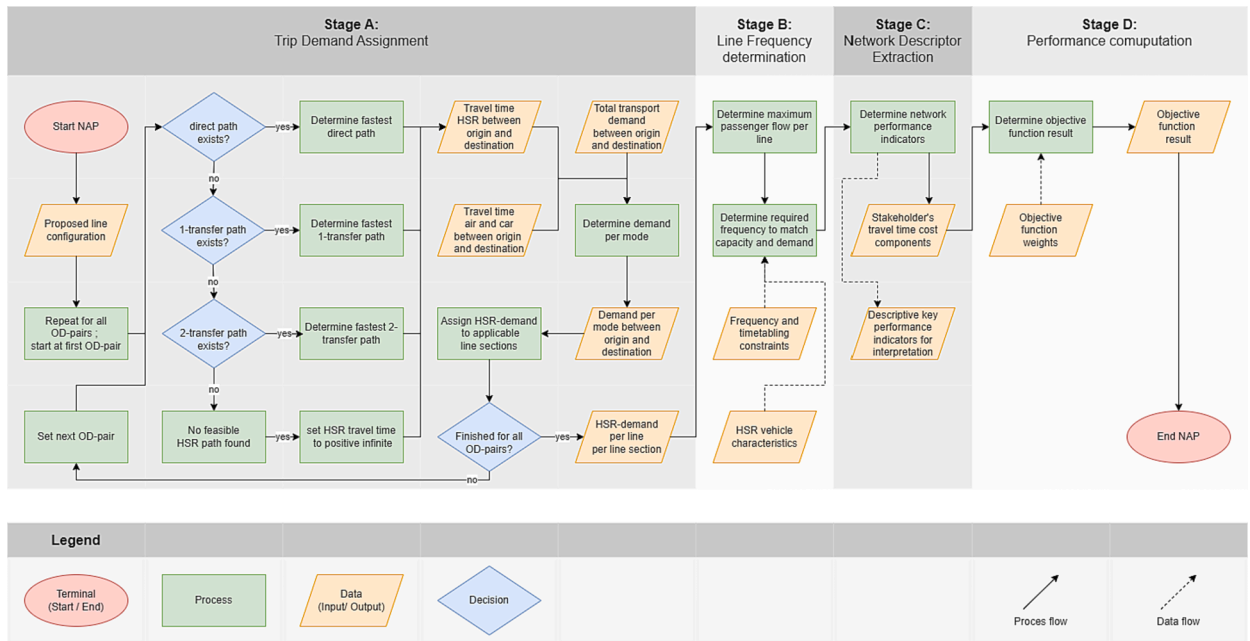 Stage A:
Trip Demand Assignment
Stage B:
Line Frequency
determination
Stage C:
Network Descriptor
Extraction
Stage D:
Performance comuputation
Start NAP
Proposed line
configuration
Repeat for all
OD-pairs ;
start at first OD-pair
Set next OD-pair
direct path
exists?
yes
no
1-transfer path
exists?
yes
no
2-transfer path
exists?
yes
no
No feasible
HSR path found
yes
Determine fastest
direct path
Determine fastest
1-transfer path
Determine fastest 2-
transfer path
set HSR travel time
to positive infinite
Travel time
HSR between
origin and
destination
Total transport
demand
between origin
and destination
Travel time
air and car
between origin
and destination
Determine demand
per mode
Demand per
mode between
origin and
destination
Assign HSR-demand
to applicable
line sections
Finished for all
OD-pairs?
yes
no
HSR-demand
per line
per line section
Determine maximum
passenger flow per
line
Determine required
frequency to match
capacity and demand
Frequency and
timetabling
constraints
HSR vehicle
characteristics
Determine network
performance
indicators
Stakeholder's
travel time cost
components
Descriptive key
performance
indicators for
interpretation
Determine objective
function result
Objective
function
weights
Objective
function
result
End NAP
Legend
Terminal
(Start / End)
Process
Data
(Input/ Output)
Decision
Proces flow
Data flow